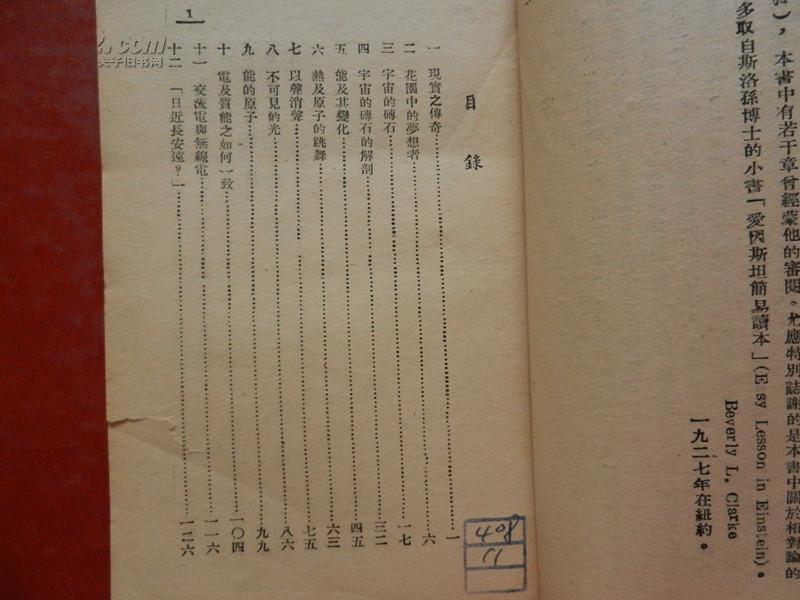 ),本書中有若干章曾經蒙他的審閱。尤應特別誌謝的是本書中關於相對論的
多取自斯洛孫博士的小書「愛因斯坦簡易讀本」(E sy Lesson in Einstein)。
Beverly L. Clarke
一九二七年在紐約。
目錄
一 現實之傳奇……一
二 花園中的夢想者……六
三 宇宙的磚石……一七
四 宇宙的磚石的解剖……三二
五 能及其變化……四五
六 熱及原子的跳舞……六三
七 以聲消聲……七五
八 不可見的光……八六
九 能的原子……九九
十 電及質能之如何一致……一〇四
十一 交流電與無線電……一一六
十二 「日近長安遠?」……一二六
1
.com
夫子旧书网